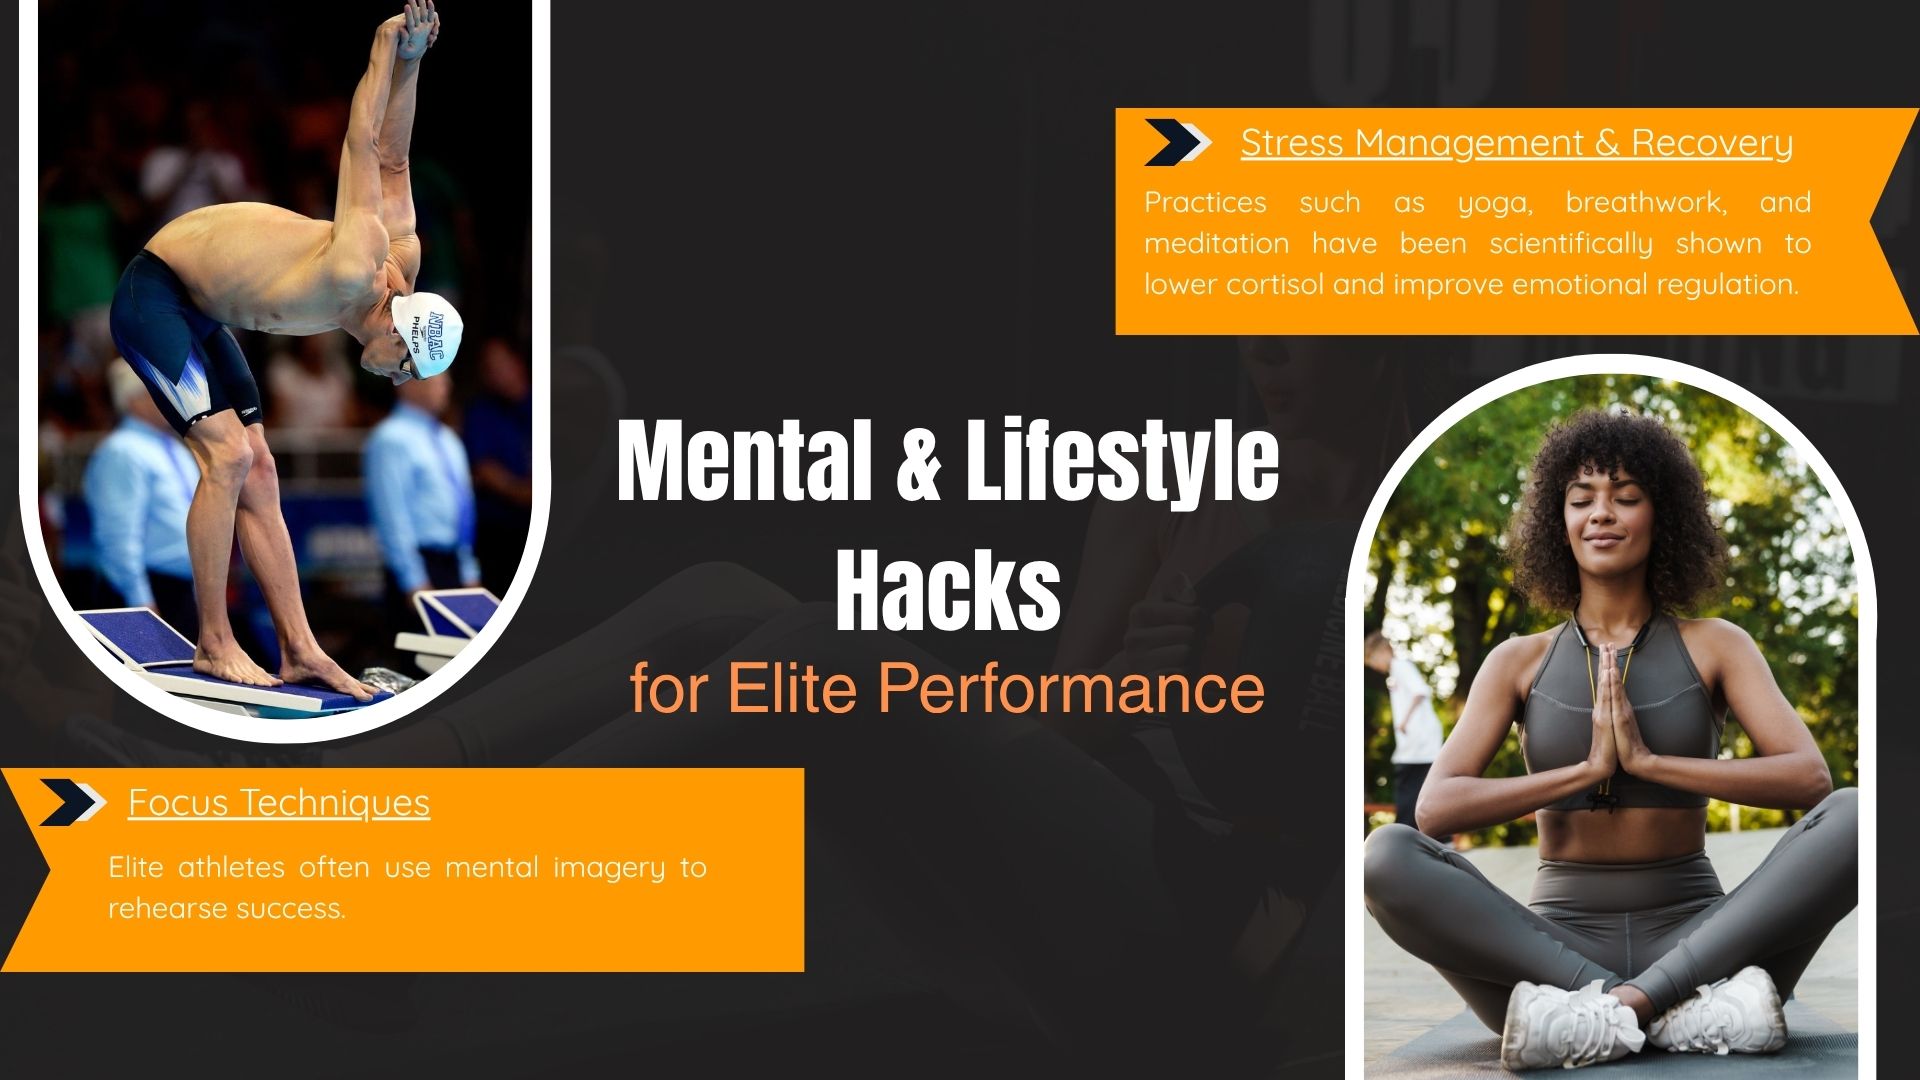 Stress Management & Recovery
Practices such as yoga, breathwork, and
meditation have been scientifically shown to
lower cortisol and improve emotional regulation.
NBAC
PHELPS
Mental & Lifestyle
Hacks
for Elite Performance
MEDICINE BALL
Focus Techniques
Elite athletes often use mental imagery to
rehearse success.